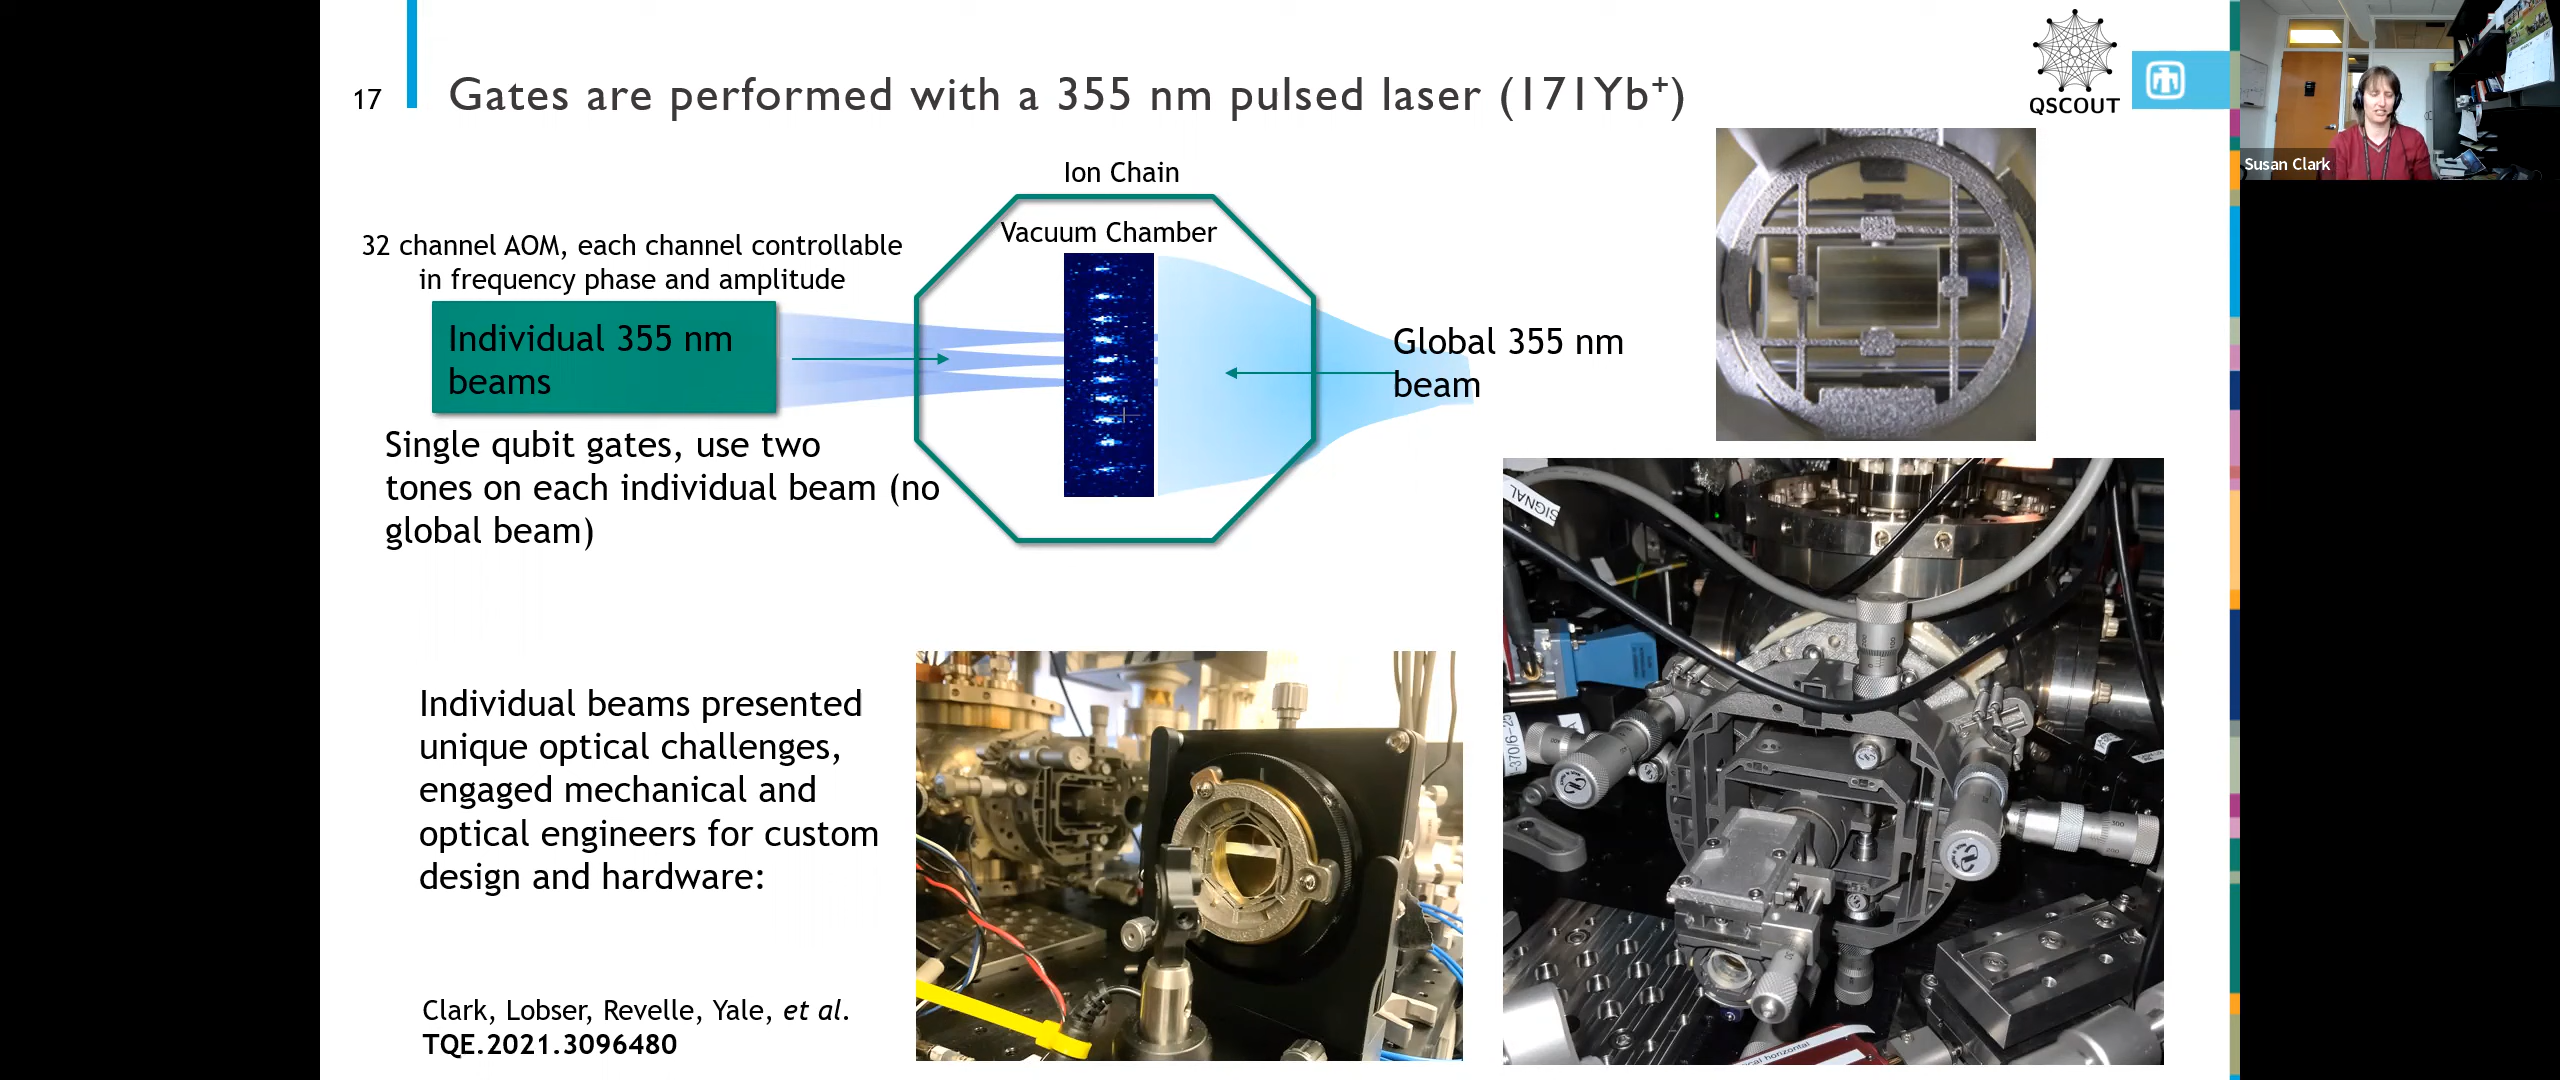 17
Gates are performed with a 355 nm pulsed laser (171Yb⁺)
QSCOUT
Susan Clark
Ion Chain
Vacuum Chamber
32 channel AOM, each channel controllable
in frequency phase and amplitude
Individual 355 nm
beams
Global 355 nm
beam
Single qubit gates, use two
tones on each individual beam (no
global beam)
Individual beams presented
unique optical challenges,
engaged mechanical and
optical engineers for custom
design and hardware:
Clark, Lobser, Revelle, Yale, et al.
TQE.2021.3096480
SIGNAL
horizontal